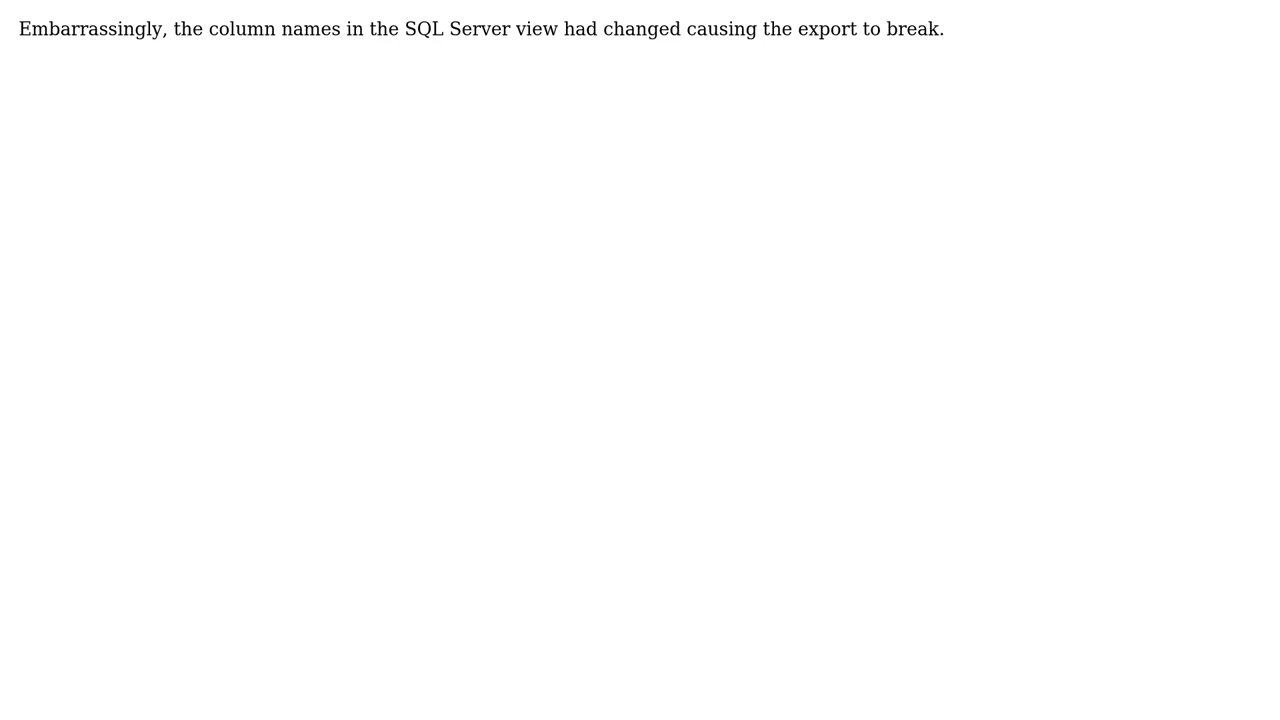 Embarrassingly, the column names in the SQL Server view had changed causing the export to break.